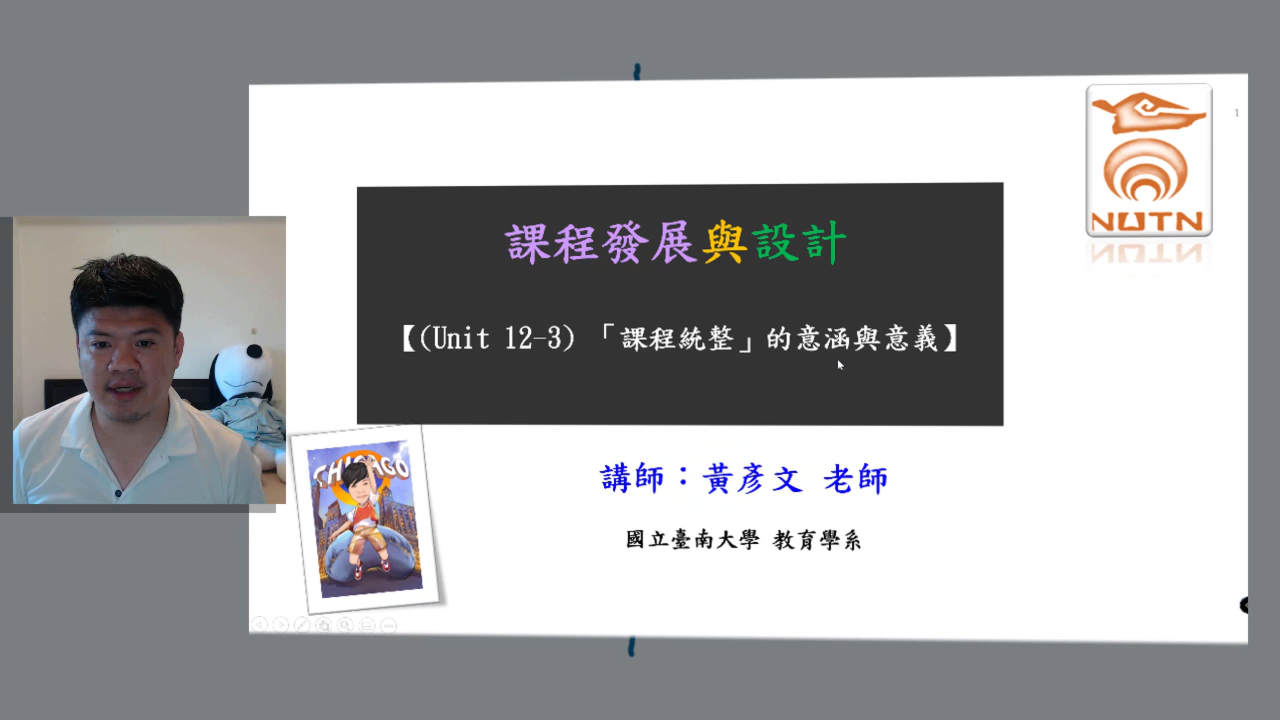 1
NUTN
課程發展與設計
【(Unit 12-3) 「課程統整」的意涵與意義】
CHICAGO
講師：黃彥文 老師
國立臺南大學 教育學系